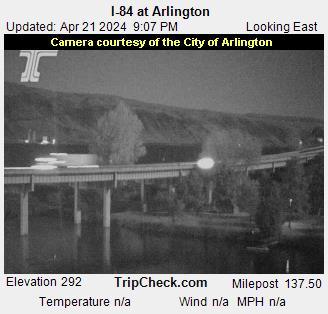 I-84 at Arlington
Updated: Apr 21 2024 9:07 PM Looking East
Camera courtesy of the City of Arlington
Elevation 292 TripCheck.com Milepost 137.50
Temperature n/a Wind n/a MPH n/a